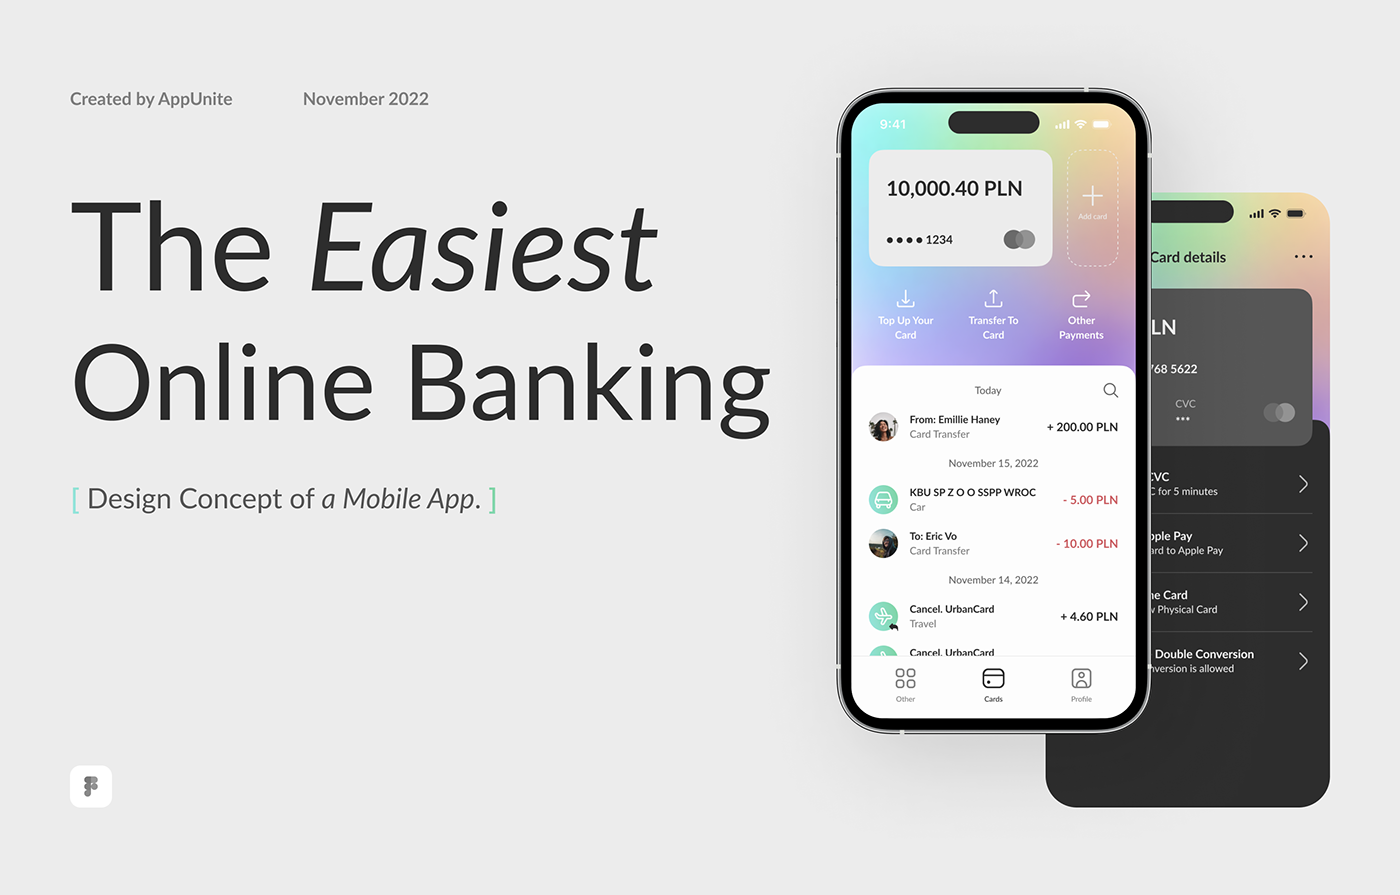 Created by AppUnite
November 2022
The Easiest
Online Banking
[ Design Concept of a Mobile App. ]
9:41
10,000.40 PLN
●●●● 1234
Add card
Top Up Your
Card
Transfer To
Card
Other
Payments
Today
From: Emillie Haney
Card Transfer
+ 200.00 PLN
November 15, 2022
KBU SP Z O O SSPP WROC
Car
- 5.00 PLN
To: Eric Vo
Card Transfer
- 10.00 PLN
November 14, 2022
Cancel. UrbanCard
Travel
+ 4.60 PLN
Cancel. UrbanCard
Other
Cards
Profile
Card details
LN
768 5622
CVC
•••
CVC
C for 5 minutes
pple Pay
ard to Apple Pay
ne Card
w Physical Card
Double Conversion
nversion is allowed